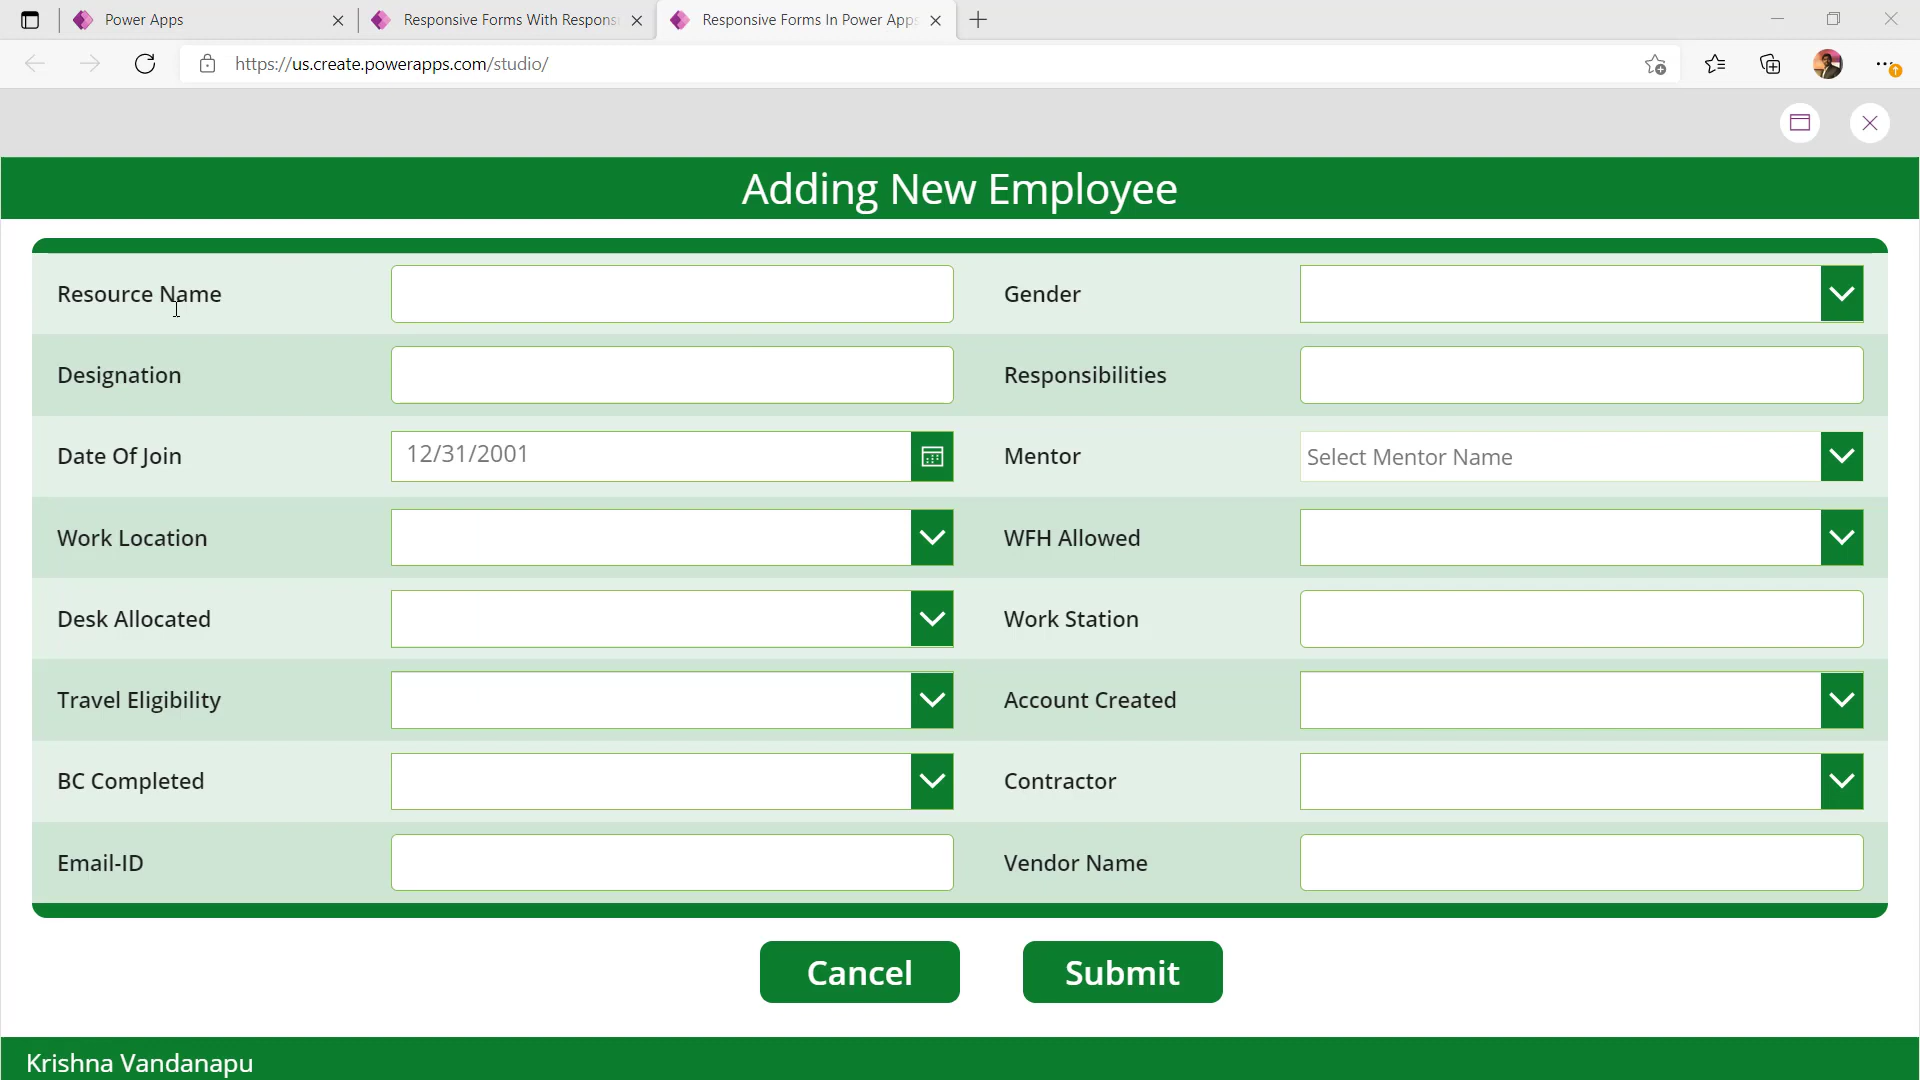 Power Apps
Responsive Forms With Respons
Responsive Forms In Power Apps
https://us.create.powerapps.com/studio/
Adding New Employee
Resource Name
Gender
Designation
Responsibilities
Date Of Join
12/31/2001
Mentor
Select Mentor Name
Work Location
WFH Allowed
Desk Allocated
Work Station
Travel Eligibility
Account Created
BC Completed
Contractor
Email-ID
Vendor Name
Cancel
Submit
Krishna Vandanapu